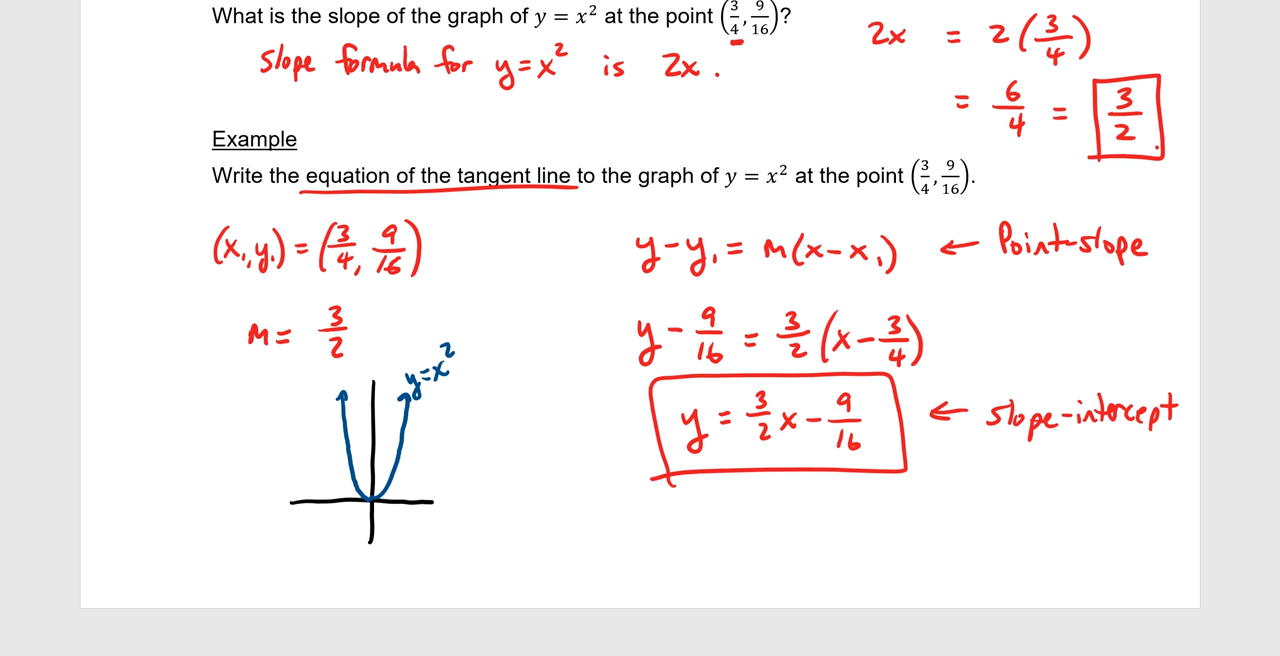 What is the slope of the graph of y = x² at the point (3/4, 9/16)?
Slope formula for y=x² is 2x.
2x = 2(3/4)
= 6/4 = 3/2
Example
Write the equation of the tangent line to the graph of y = x² at the point (3/4, 9/16).
(x₁,y₁) = (3/4, 9/16)
m = 3/2
y=x²
y-y₁ = m(x-x₁) ← Point-slope
y - 9/16 = 3/2 (x - 3/4)
y = 3/2 x - 9/16 ← slope-intercept